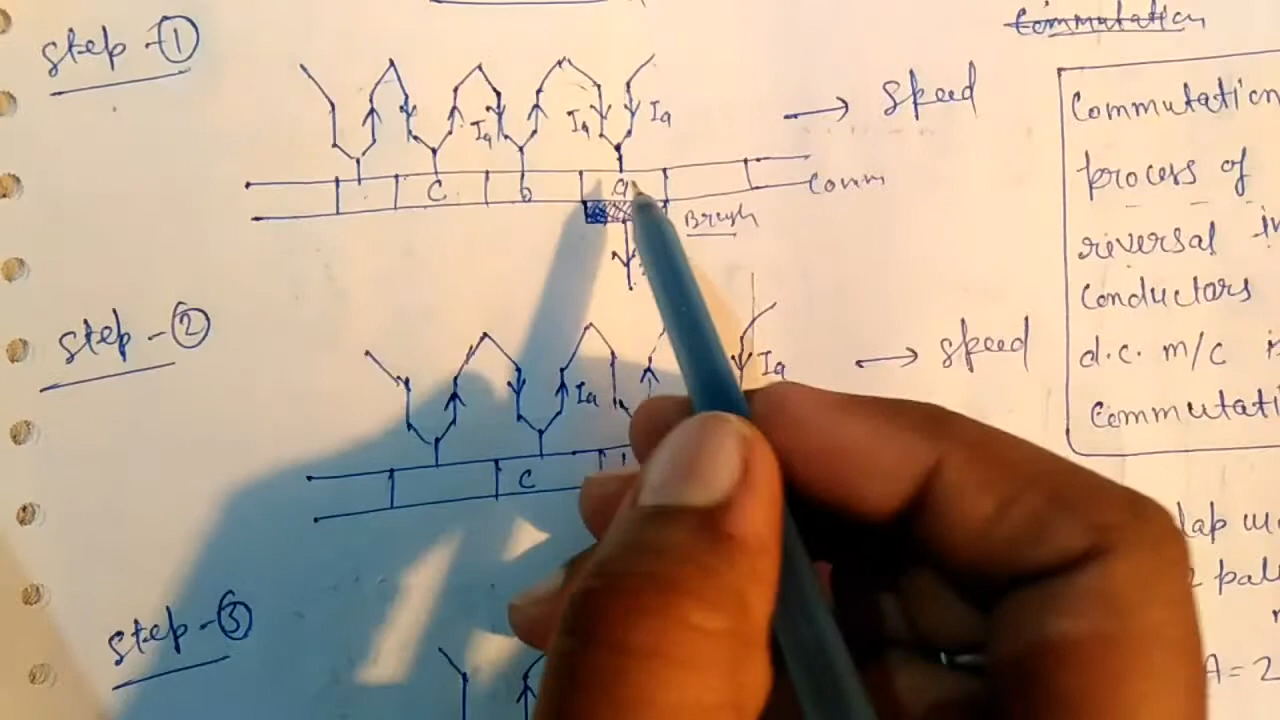 Commutation
step - 1
Ia
Ia
Ia
speed
c
b
a
Comm
Brush
Commutation
process of
reversal in
Conductors
d.c. m/c
Commutati
step - 2
Ia
Ia
speed
c
step - 3
lap
A = 2